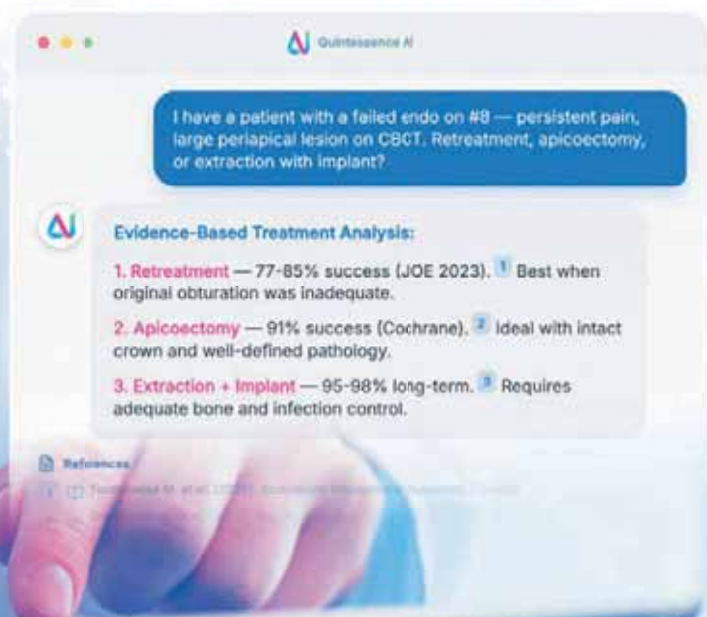 Quintessence AI
I have a patient with a failed endo on #8 — persistent pain,
large periapical lesion on CBCT. Retreatment, apicoectomy,
or extraction with implant?
Evidence-Based Treatment Analysis:
1. Retreatment — 77-85% success (JOE 2023). 1 Best when
original obturation was inadequate.
2. Apicoectomy — 91% success (Cochrane). 2 Ideal with intact
crown and well-defined pathology.
3. Extraction + Implant — 95-98% long-term. 3 Requires
adequate bone and infection control.
References